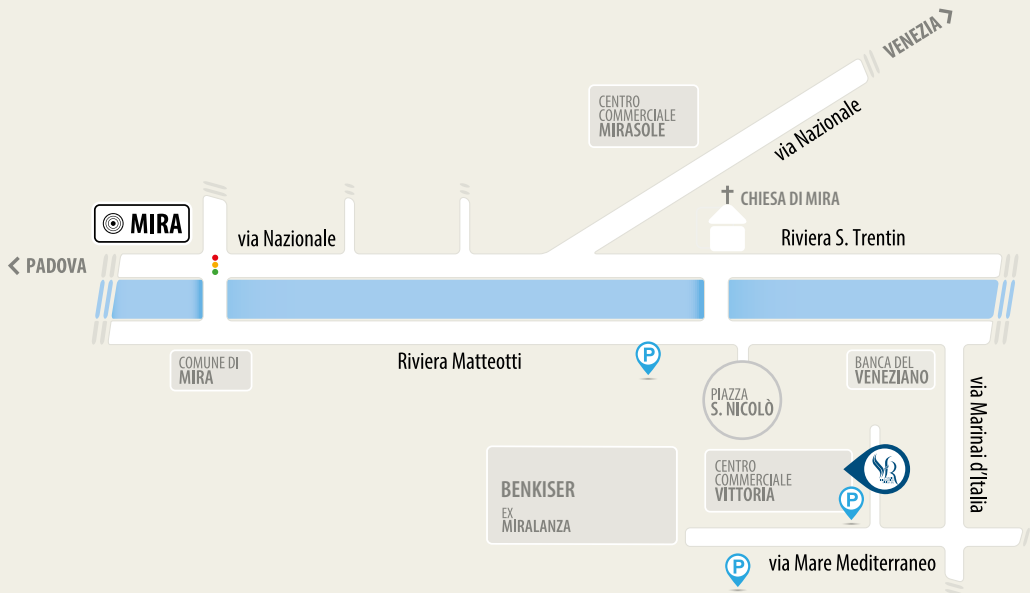 VENEZIA
CENTRO
COMMERCIALE
MIRASOLE
via Nazionale
CHIESA DI MIRA
MIRA
via Nazionale
Riviera S. Trentin
PADOVA
COMUNE DI
MIRA
Riviera Matteotti
P
BANCA DEL
VENEZIANO
PIAZZA
S. NICOLÒ
via Marinai d'Italia
CENTRO
COMMERCIALE
VITTORIA
P
BENKISER
EX
MIRALANZA
via Mare Mediterraneo
P